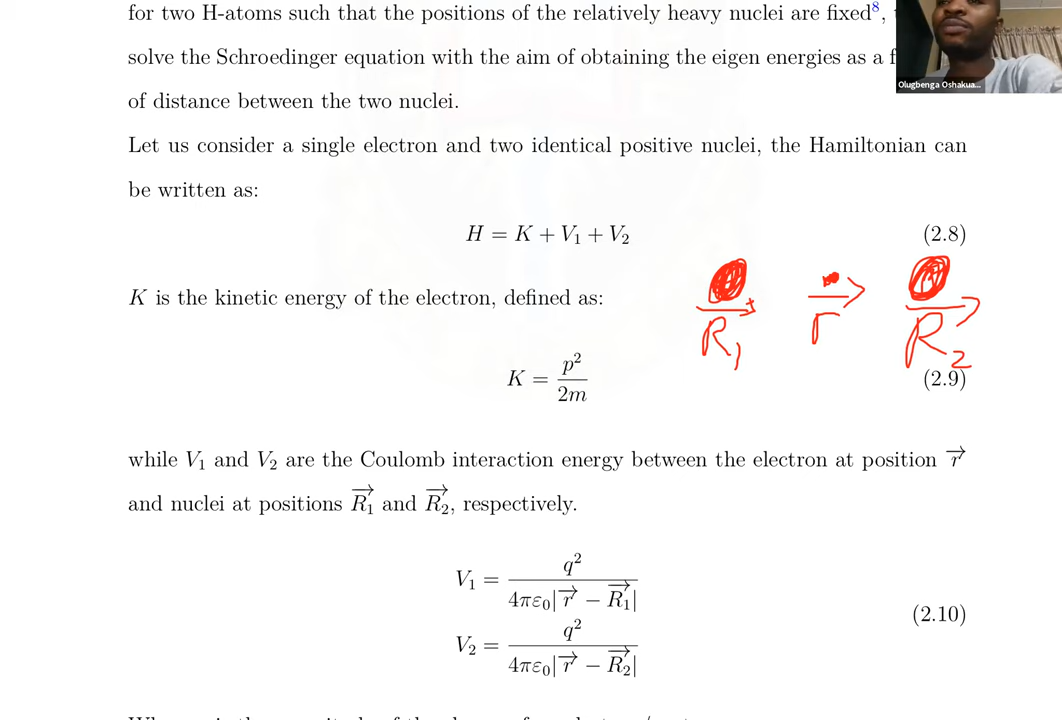 for two H-atoms such that the positions of the relatively heavy nuclei are fixed⁸,
solve the Schroedinger equation with the aim of obtaining the eigen energies as a f
Olugbenga Oshakua...
of distance between the two nuclei.
Let us consider a single electron and two identical positive nuclei, the Hamiltonian can
be written as:
H = K + V₁ + V₂ (2.8)
K is the kinetic energy of the electron, defined as:
R₁ r R₂
K = p²/2m (2.9)
while V₁ and V₂ are the Coulomb interaction energy between the electron at position r⃗
and nuclei at positions R⃗₁ and R⃗₂, respectively.
V₁ = q²/4πε₀|r⃗ − R⃗₁|
(2.10)
V₂ = q²/4πε₀|r⃗ − R⃗₂|